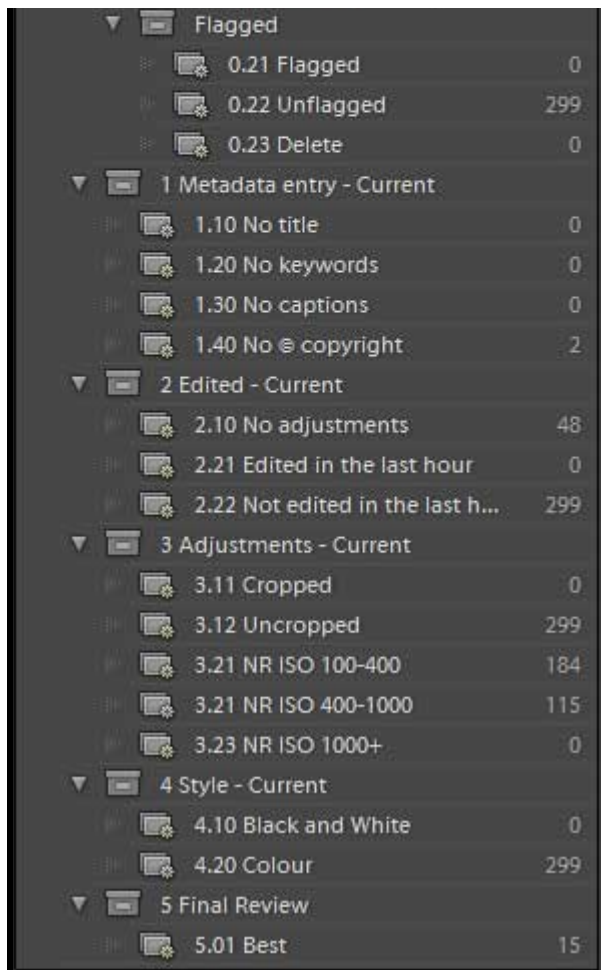 Flagged
0.21 Flagged 0
0.22 Unflagged 299
0.23 Delete 0
1 Metadata entry - Current
1.10 No title 0
1.20 No keywords 0
1.30 No captions 0
1.40 No © copyright 2
2 Edited - Current
2.10 No adjustments 48
2.21 Edited in the last hour 0
2.22 Not edited in the last h... 299
3 Adjustments - Current
3.11 Cropped 0
3.12 Uncropped 299
3.21 NR ISO 100-400 184
3.21 NR ISO 400-1000 115
3.23 NR ISO 1000+ 0
4 Style - Current
4.10 Black and White 0
4.20 Colour 299
5 Final Review
5.01 Best 15